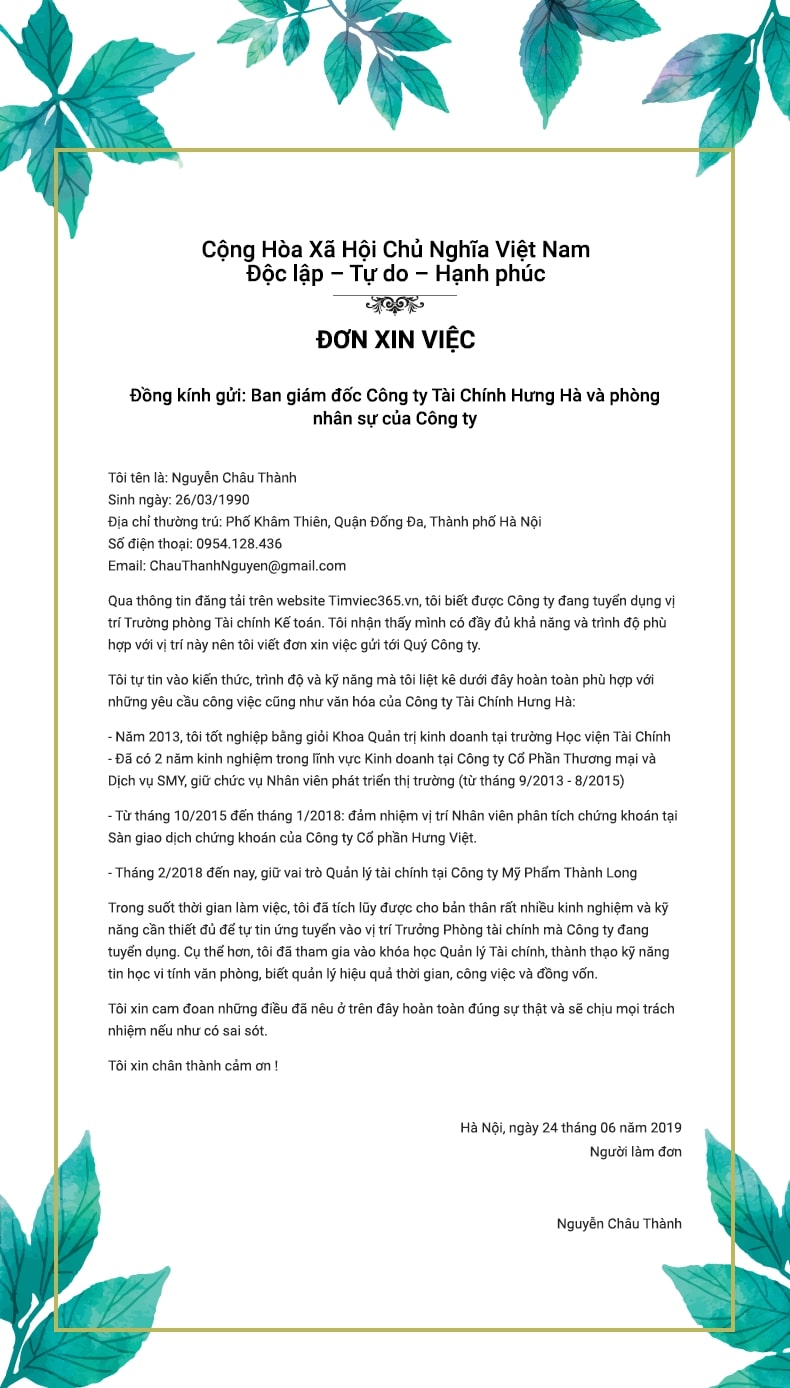 Cộng Hòa Xã Hội Chủ Nghĩa Việt Nam
Độc lập – Tự do – Hạnh phúc
ĐƠN XIN VIỆC
Đồng kính gửi: Ban giám đốc Công ty Tài Chính Hưng Hà và phòng
nhân sự của Công ty
Tôi tên là: Nguyễn Châu Thành
Sinh ngày: 26/03/1990
Địa chỉ thường trú: Phố Khâm Thiên, Quận Đống Đa, Thành phố Hà Nội
Số điện thoại: 0954.128.436
Email: ChauThanhNguyen@gmail.com
Qua thông tin đăng tải trên website Timviec365.vn, tôi biết được Công ty đang tuyển dụng vị
trí Trường phòng Tài chính Kế toán. Tôi nhận thấy mình có đầy đủ khả năng và trình độ phù
hợp với vị trí này nên tôi viết đơn xin việc gửi tới Quý Công ty.
Tôi tự tin vào kiến thức, trình độ và kỹ năng mà tôi liệt kê dưới đây hoàn toàn phù hợp với
những yêu cầu công việc cũng như văn hóa của Công ty Tài Chính Hưng Hà:
- Năm 2013, tôi tốt nghiệp bằng giỏi Khoa Quản trị kinh doanh tại trường Học viện Tài Chính
- Đã có 2 năm kinh nghiệm trong lĩnh vực Kinh doanh tại Công ty Cổ Phần Thương mại và
Dịch vụ SMY, giữ chức vụ Nhân viên phát triển thị trường (từ tháng 9/2013 - 8/2015)
- Từ tháng 10/2015 đến tháng 1/2018: đảm nhiệm vị trí Nhân viên phân tích chứng khoán tại
Sàn giao dịch chứng khoán của Công ty Cổ phần Hưng Việt.
- Tháng 2/2018 đến nay, giữ vai trò Quản lý tài chính tại Công ty Mỹ Phẩm Thành Long
Trong suốt thời gian làm việc, tôi đã tích lũy được cho bản thân rất nhiều kinh nghiệm và kỹ
năng cần thiết đủ để tự tin ứng tuyển vào vị trí Trưởng Phòng tài chính mà Công ty đang
tuyển dụng. Cụ thể hơn, tôi đã tham gia vào khóa học Quản lý Tài chính, thành thạo kỹ năng
tin học vi tính văn phòng, biết quản lý hiệu quả thời gian, công việc và đồng vốn.
Tôi xin cam đoan những điều đã nêu ở trên đây hoàn toàn đúng sự thật và sẽ chịu mọi trách
nhiệm nếu như có sai sót.
Tôi xin chân thành cảm ơn !
Hà Nội, ngày 24 tháng 06 năm 2019
Người làm đơn
Nguyễn Châu Thành